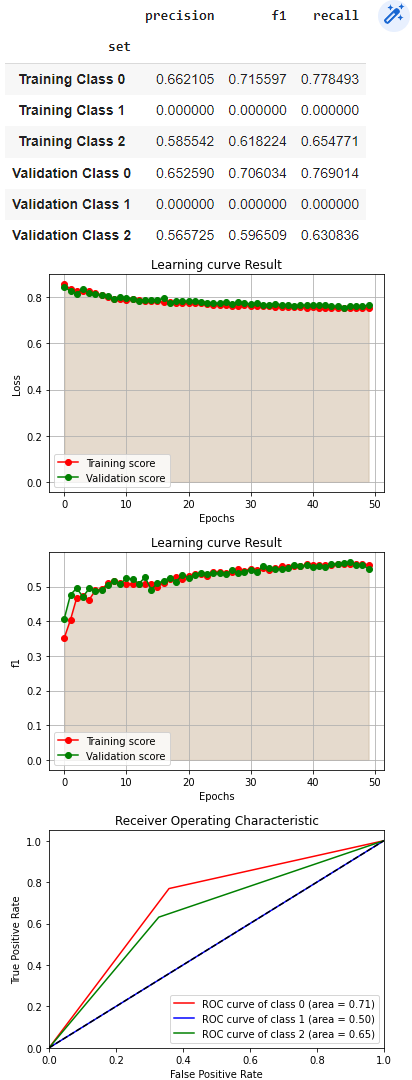 precision f1 recall
set
Training Class 0 0.662105 0.715597 0.778493
Training Class 1 0.000000 0.000000 0.000000
Training Class 2 0.585542 0.618224 0.654771
Validation Class 0 0.652590 0.706034 0.769014
Validation Class 1 0.000000 0.000000 0.000000
Validation Class 2 0.565725 0.596509 0.630836
Learning curve Result
0.8
0.6
0.4
0.2
0.0
Loss
Training score
Validation score
0 10 20 30 40 50
Epochs
Learning curve Result
0.5
0.4
0.3
0.2
0.1
0.0
f1
Training score
Validation score
0 10 20 30 40 50
Epochs
Receiver Operating Characteristic
1.0
0.8
0.6
0.4
0.2
0.0
True Positive Rate
ROC curve of class 0 (area = 0.71)
ROC curve of class 1 (area = 0.50)
ROC curve of class 2 (area = 0.65)
0.0 0.2 0.4 0.6 0.8 1.0
False Positive Rate